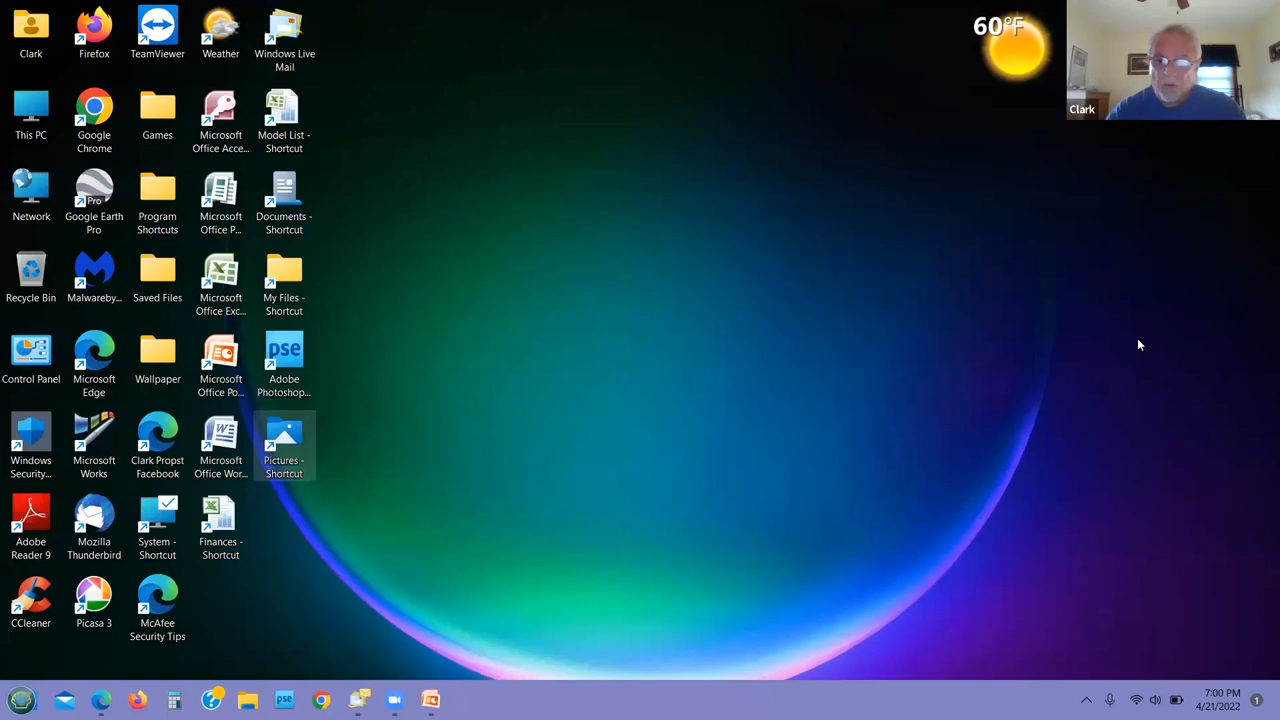 Clark
Firefox
TeamViewer
Weather
Windows Live
Mail
60°F
Clark
This PC
Google
Chrome
Games
Microsoft
Office Acce...
Model List -
Shortcut
Network
Pro
Google Earth
Pro
Program
Shortcuts
Microsoft
Office P...
Documents -
Shortcut
Recycle Bin
Malwareby...
Saved Files
Microsoft
Office Exc...
My Files -
Shortcut
Control Panel
Microsoft
Edge
Wallpaper
Microsoft
Office Po...
pse
Adobe
Photoshop...
Windows
Security...
Microsoft
Works
Clark Propst
Facebook
W
Microsoft
Office Wor...
Pictures -
Shortcut
Adobe
Reader 9
Mozilla
Thunderbird
System -
Shortcut
Finances -
Shortcut
CCleaner
Picasa 3
McAfee
Security Tips
pse
7:00 PM
4/21/2022
1